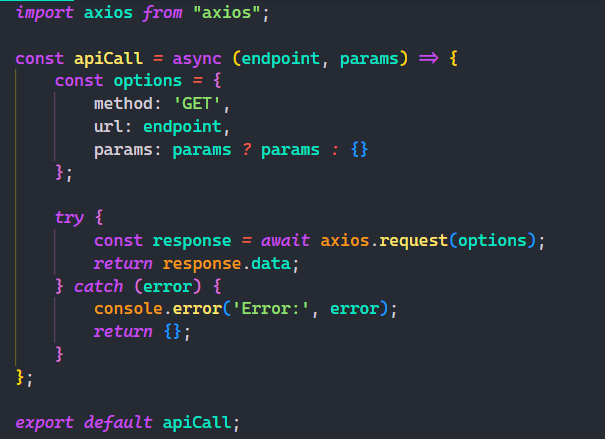 import axios from "axios";
const apiCall = async (endpoint, params) => {
const options = {
method: 'GET',
url: endpoint,
params: params ? params : {}
};
try {
const response = await axios.request(options);
return response.data;
} catch (error) {
console.error('Error:', error);
return {};
}
};
export default apiCall;